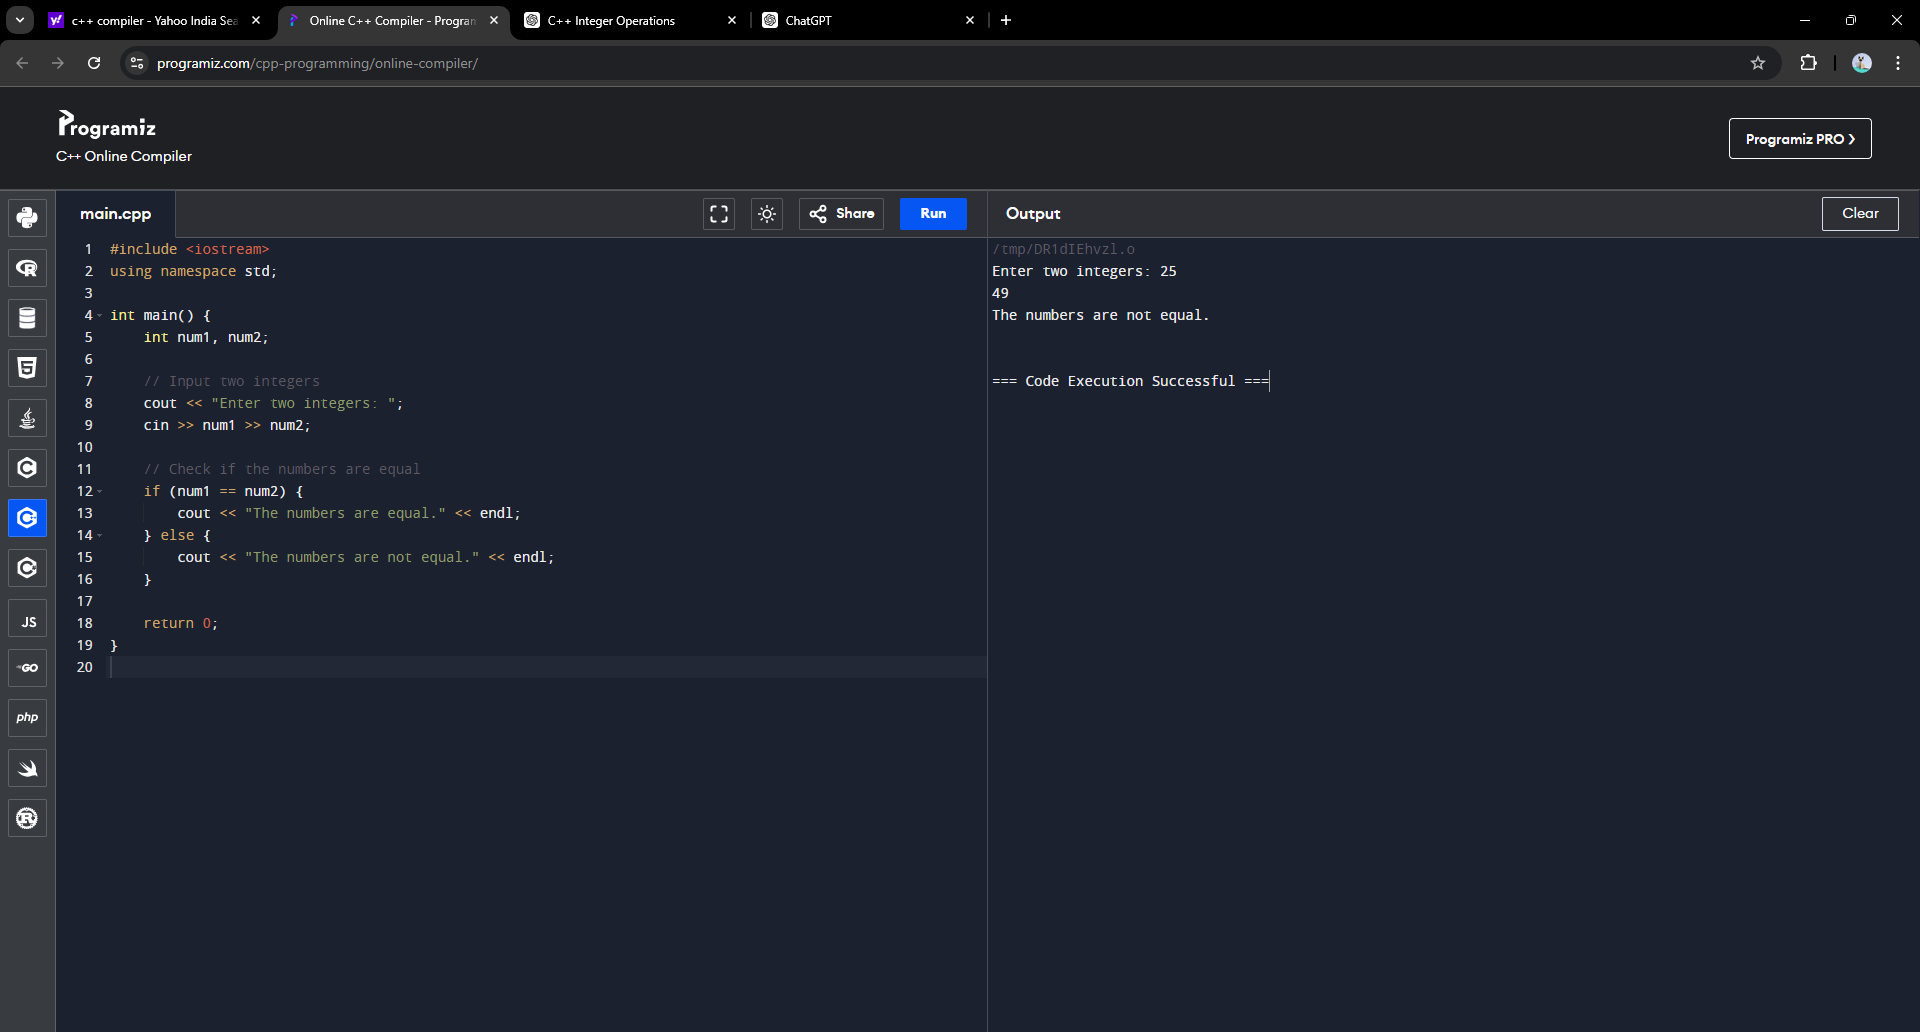 c++ compiler - Yahoo India Sea
Online C++ Compiler - Program
C++ Integer Operations
ChatGPT
programiz.com/cpp-programming/online-compiler/
Programiz
C++ Online Compiler
Programiz PRO ❯
main.cpp
Share
Run
Output
Clear
1 #include <iostream>
2 using namespace std;
3
4 int main() {
5 int num1, num2;
6
7 // Input two integers
8 cout << "Enter two integers: ";
9 cin >> num1 >> num2;
10
11 // Check if the numbers are equal
12 if (num1 == num2) {
13 cout << "The numbers are equal." << endl;
14 } else {
15 cout << "The numbers are not equal." << endl;
16 }
17
18 return 0;
19 }
20
/tmp/DR1dIEhvzl.o
Enter two integers: 25
49
The numbers are not equal.
=== Code Execution Successful ===
JS
GO
php